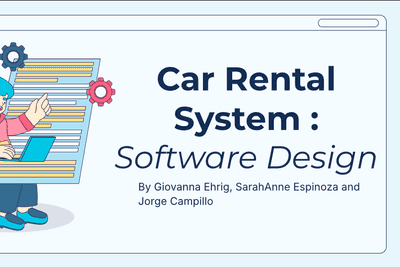 Car Rental
System :
Software Design
By Giovanna Ehrig, SarahAnne Espinoza and
Jorge Campillo